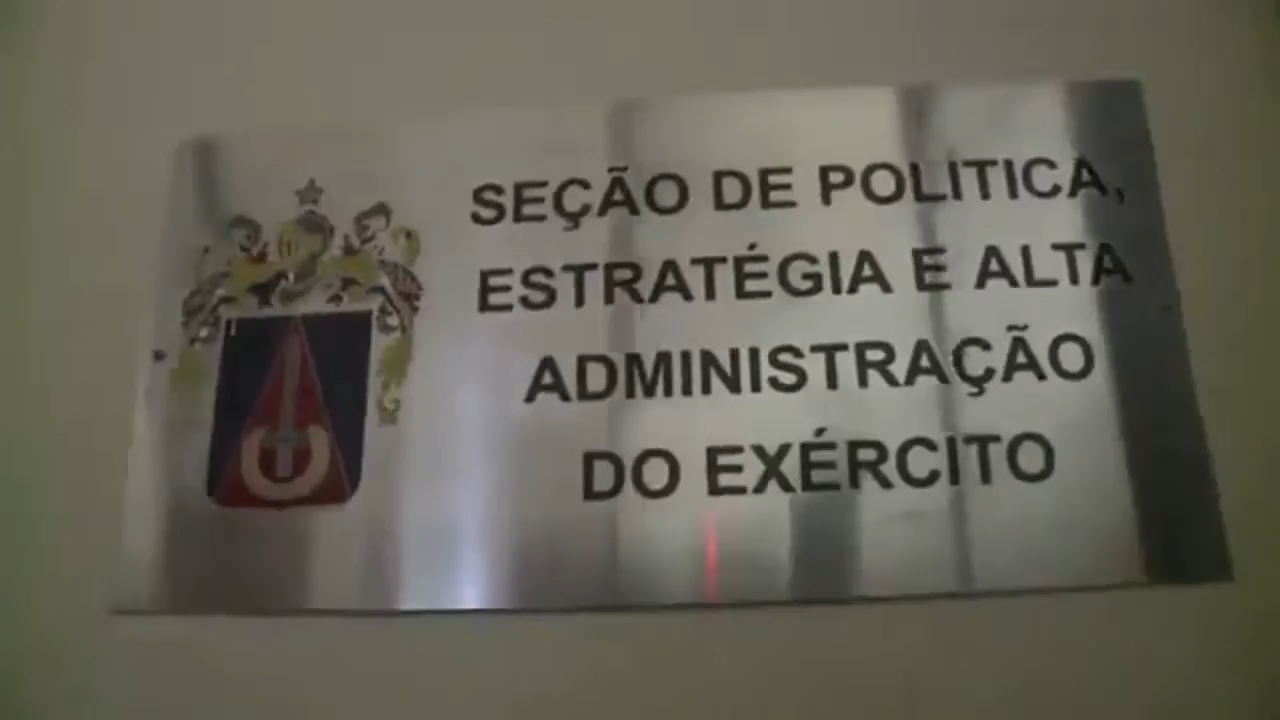 SEÇÃO DE POLITICA,
ESTRATÉGIA E ALTA
ADMINISTRAÇÃO
DO EXÉRCITO